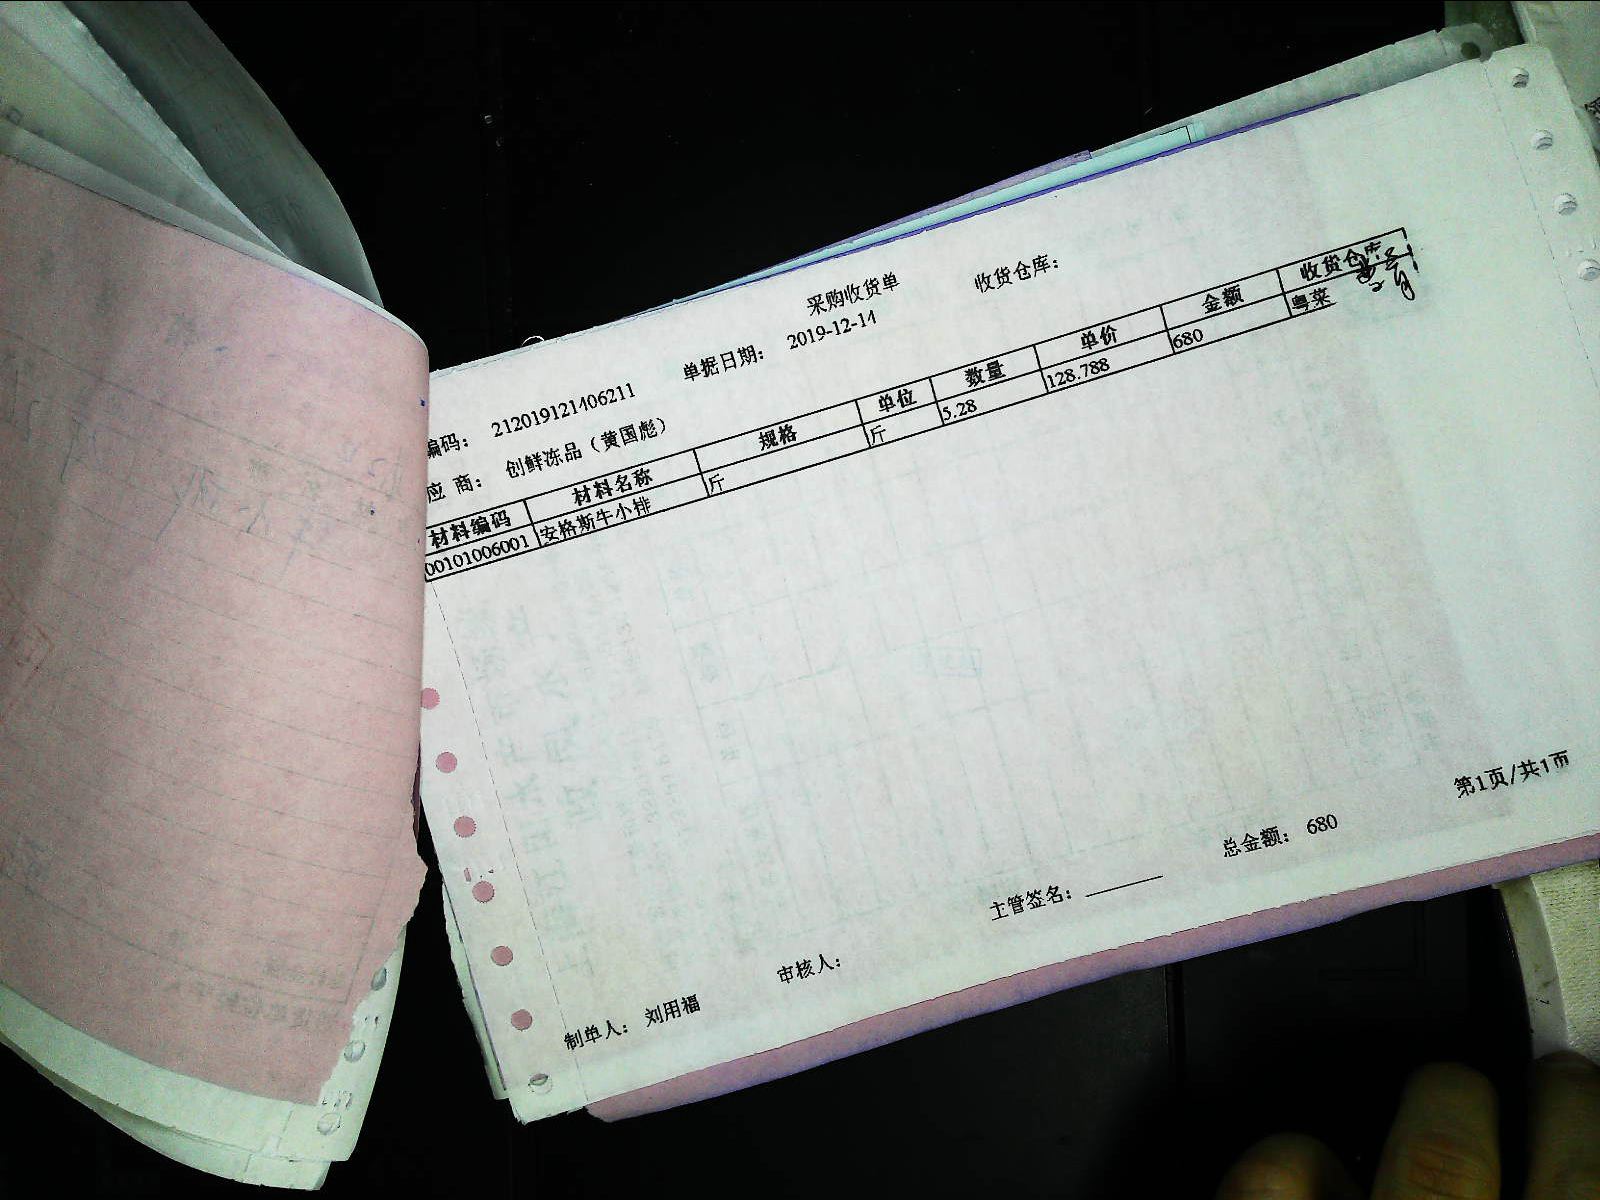 采购收货单
收货仓库：
编码： 212019121406211 单据日期： 2019-12-14
应 商： 创鲜冻品（黄国彪）
材料编码 材料名称 规格 单位 数量 单价 金额 收货仓库
00101006001 安格斯牛小排 斤 斤 5.28 128.788 680 粤菜
制单人： 刘用福 审核人： 主管签名： 总金额： 680 第1页/共1页